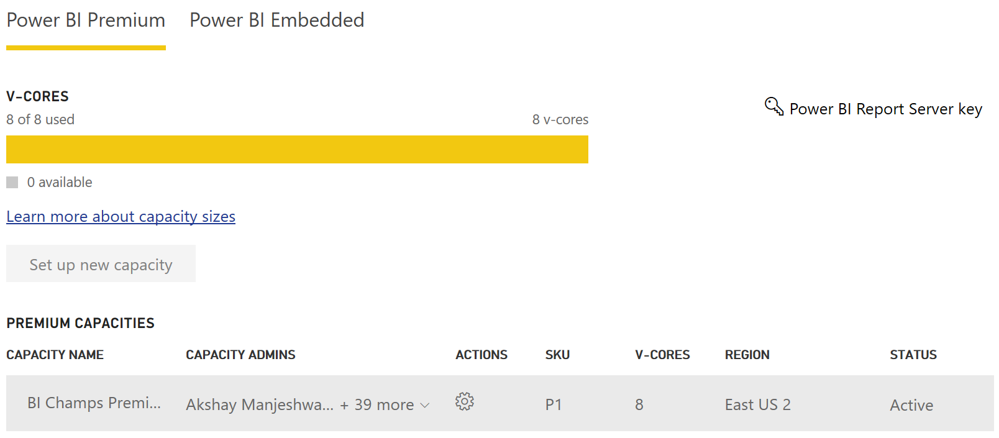 Power BI Premium Power BI Embedded
V-CORES
8 of 8 used 8 v-cores
Power BI Report Server key
0 available
Learn more about capacity sizes
Set up new capacity
PREMIUM CAPACITIES
CAPACITY NAME CAPACITY ADMINS ACTIONS SKU V-CORES REGION STATUS
BI Champs Premi... Akshay Manjeshwa... + 39 more P1 8 East US 2 Active